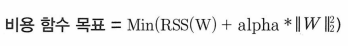 비용 함수 목표 = Min(RSS(W) + alpha * ||W||₂²)